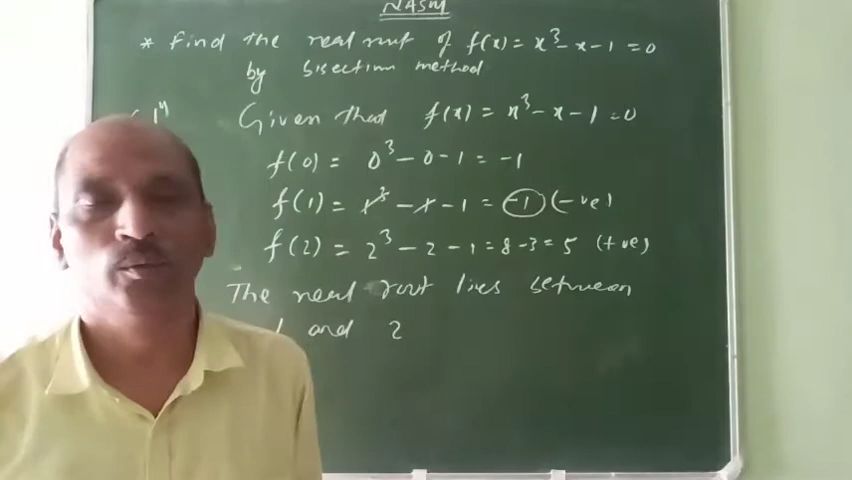 NASM
* Find the real root of f(x) = x³ - x - 1 = 0
by bisection method
Given that f(x) = x³ - x - 1 = 0
f(0) = 0³ - 0 - 1 = -1
f(1) = 1³ - 1 - 1 = -1 (-ve)
f(2) = 2³ - 2 - 1 = 8 - 3 = 5 (+ve)
The real root lies between
1 and 2